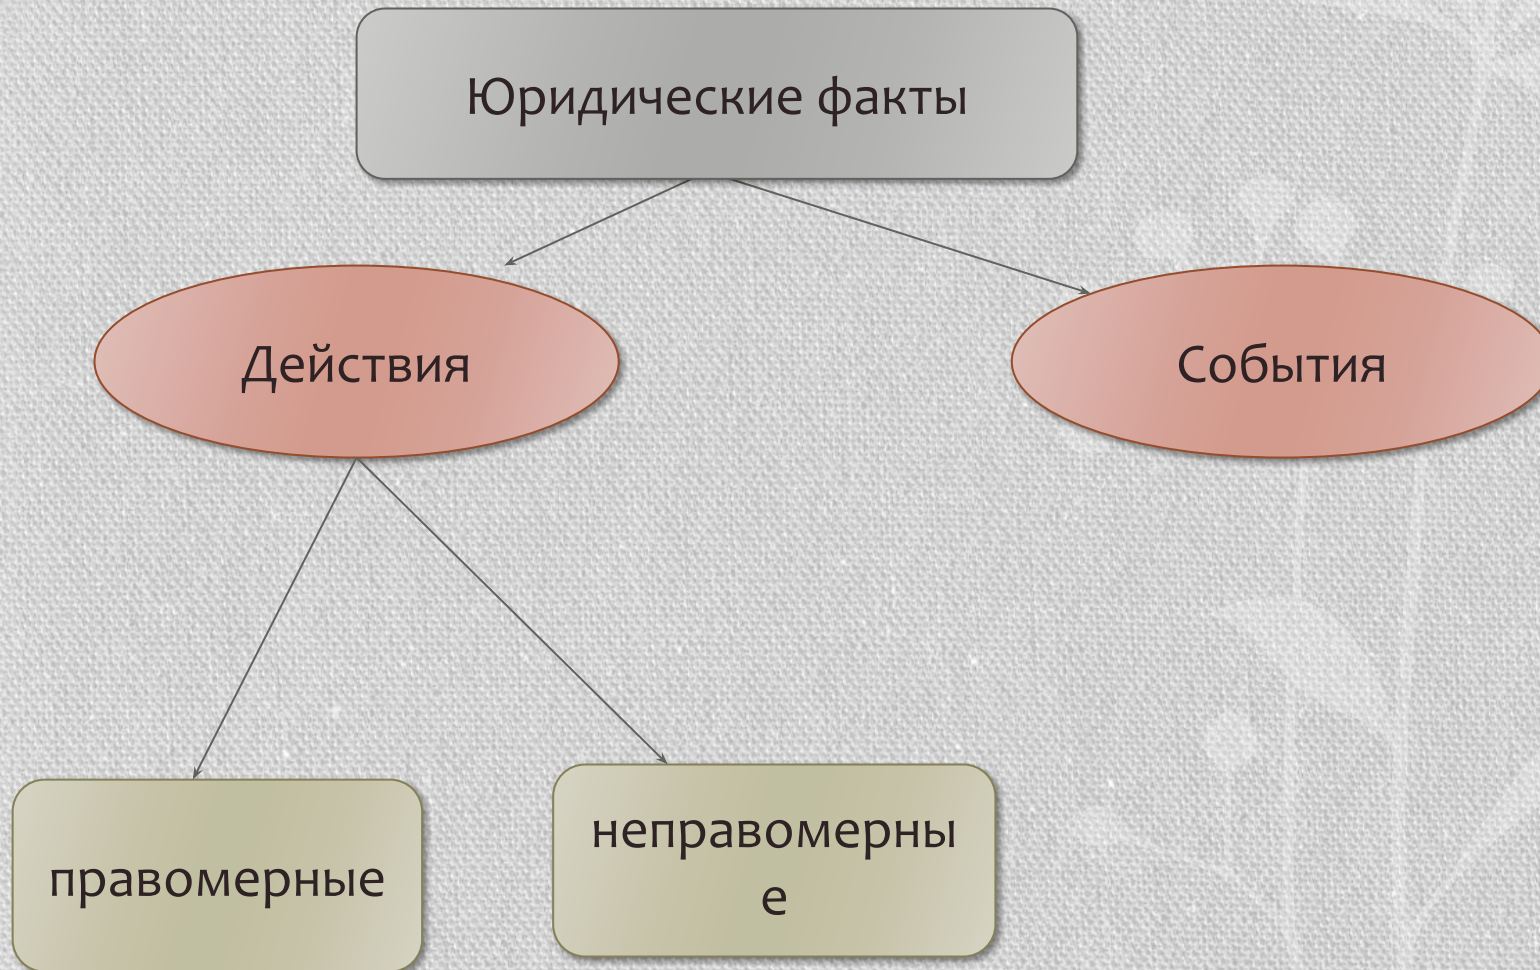 Юридические факты
Действия
События
правомерные
неправомерны
е